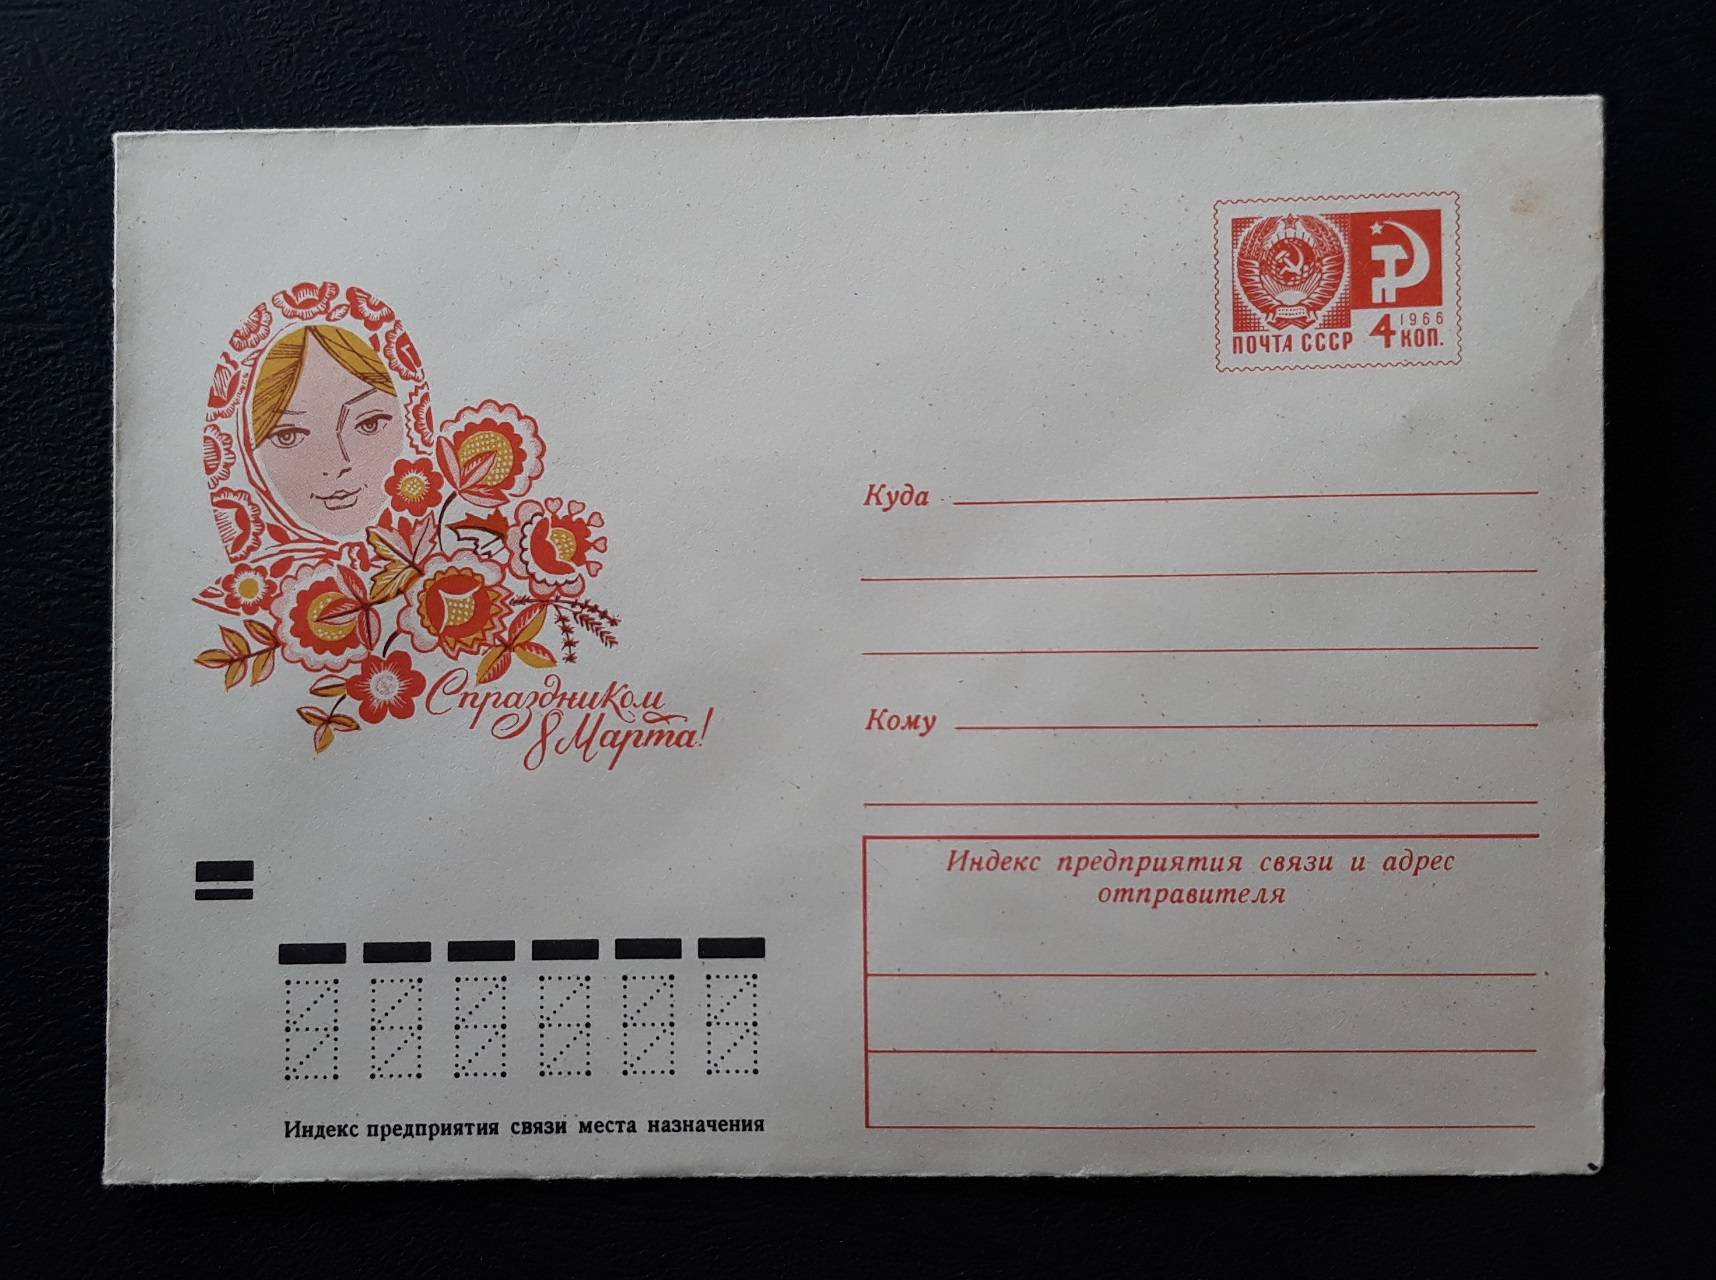 ПОЧТА СССР 4 1966 КОП.
Куда
С праздником
8 Марта!
Кому
Индекс предприятия связи и адрес
отправителя
Индекс предприятия связи места назначения